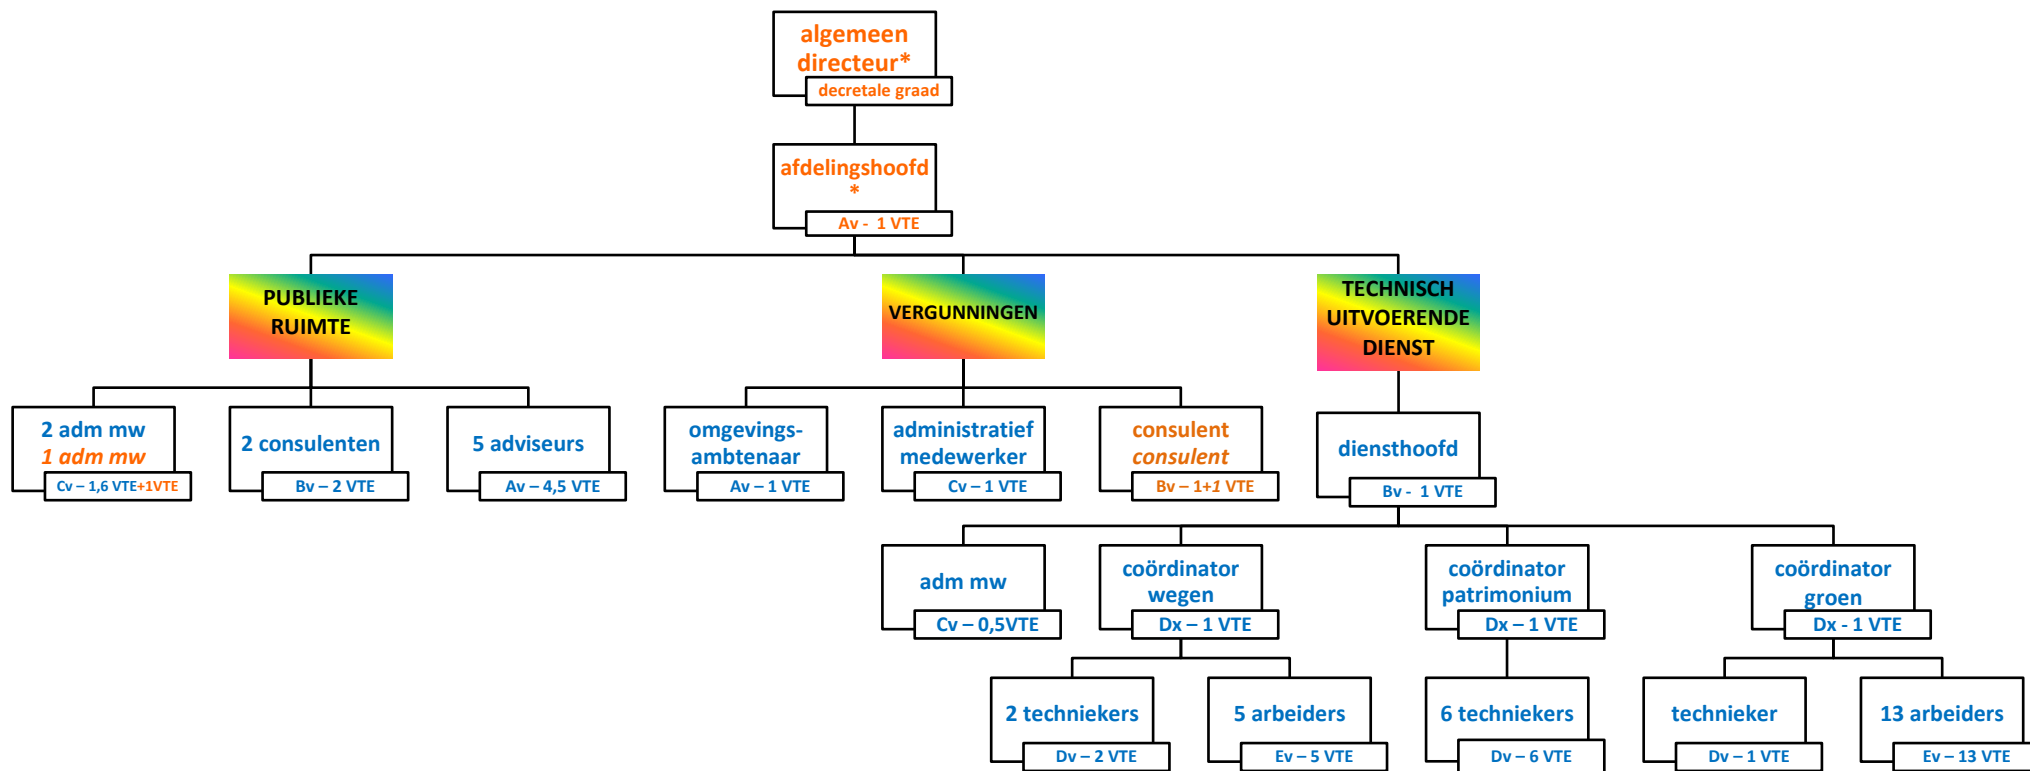 algemeen
directeur*
decretale graad
afdelingshoofd
*
Av - 1 VTE
PUBLIEKE
RUIMTE
VERGUNNINGEN
TECHNISCH
UITVOERENDE
DIENST
2 adm mw
1 adm mw
Cv – 1,6 VTE+1VTE
2 consulenten
Bv – 2 VTE
5 adviseurs
Av – 4,5 VTE
omgevings-
ambtenaar
Av – 1 VTE
administratief
medewerker
Cv – 1 VTE
consulent
consulent
Bv – 1+1 VTE
diensthoofd
Bv - 1 VTE
adm mw
Cv – 0,5VTE
coördinator
wegen
Dx – 1 VTE
coördinator
patrimonium
Dx – 1 VTE
coördinator
groen
Dx - 1 VTE
2 techniekers
Dv – 2 VTE
5 arbeiders
Ev – 5 VTE
6 techniekers
Dv – 6 VTE
technieker
Dv – 1 VTE
13 arbeiders
Ev – 13 VTE